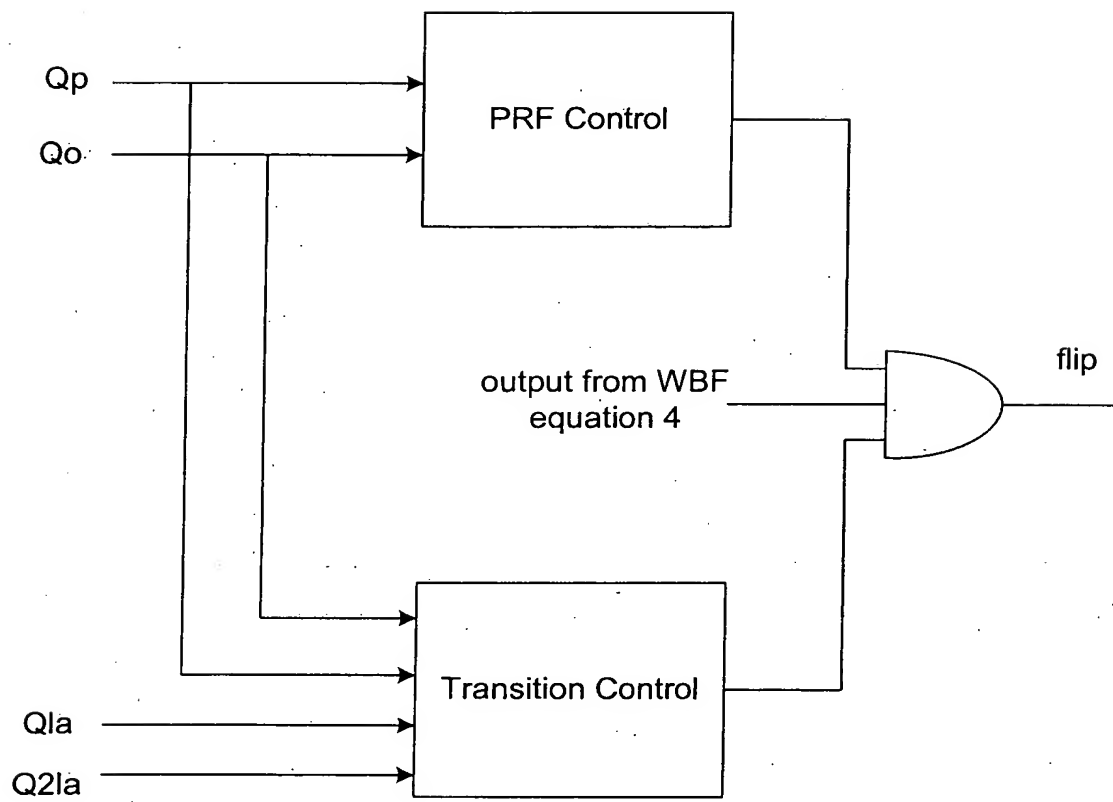 Qp
PRF Control
Qo
output from WBF
equation 4
flip
Transition Control
Qla
Q2la